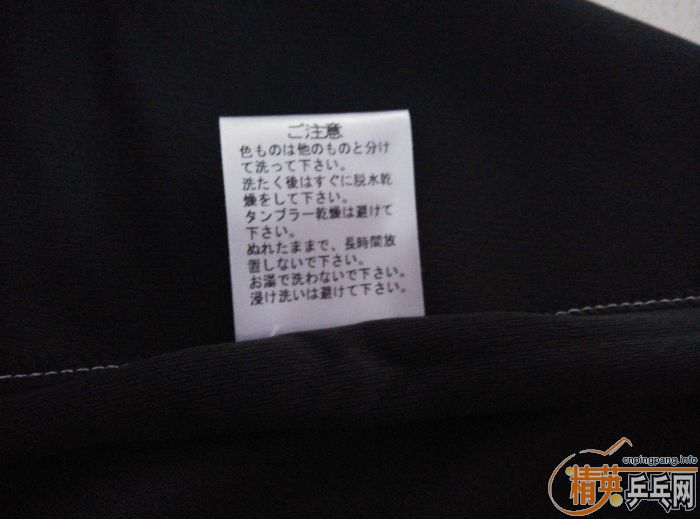 ご注意
色ものは他のものと分け
て洗って下さい。
洗たく後はすぐに脱水乾
燥をして下さい。
タンブラー乾燥は避けて
下さい。
ぬれたままで、長時間放
置しないで下さい。
お湯で洗わないで下さい。
浸け洗いは避けて下さい。
cnpingpang.info
精英乒乓网